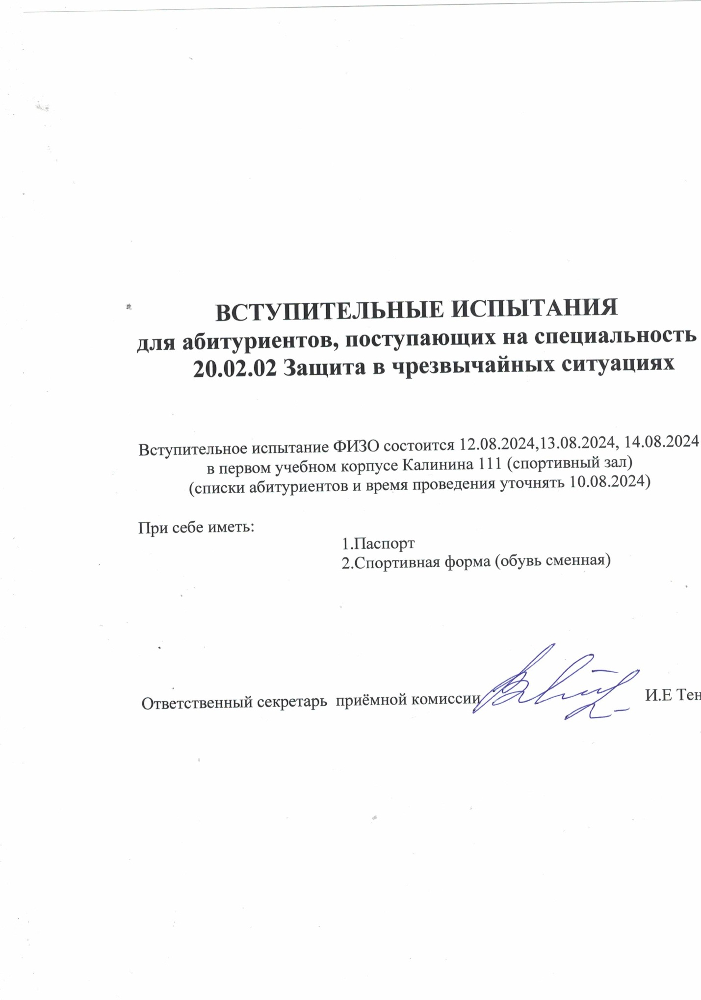 ВСТУПИТЕЛЬНЫЕ ИСПЫТАНИЯ
для абитуриентов, поступающих на специальность
20.02.02 Защита в чрезвычайных ситуациях
Вступительное испытание ФИЗО состоится 12.08.2024,13.08.2024, 14.08.2024
в первом учебном корпусе Калинина 111 (спортивный зал)
(списки абитуриентов и время проведения уточнять 10.08.2024)
При себе иметь:
1.Паспорт
2.Спортивная форма (обувь сменная)
Ответственный секретарь приёмной комиссии И.Е Тен